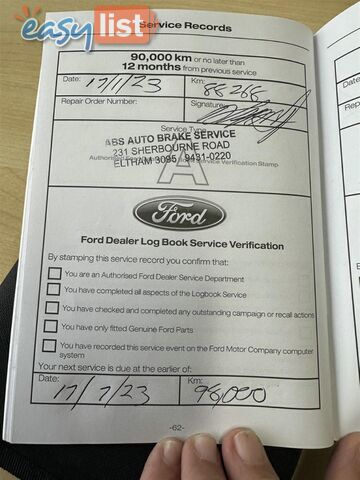 easylist
Service Records
90,000 km or no later than
12 months from previous service
Date: 17/1/23 Km: 88268
Repair Order Number: Signature:
Service Type
ABS AUTO BRAKE SERVICE
231 SHERBOURNE ROAD
ELTHAM 3095 9431-0220
A
Ford
Ford Dealer Log Book Service Verification
By stamping this service record you confirm that:
You are an Authorised Ford Dealer Service Department
You have completed all aspects of the Logbook Service
You have checked and completed any outstanding campaign or recall actions
You have only fitted Genuine Ford Parts
You have recorded this service event on the Ford Motor Company computer
system
Your next service is due at the earlier of:
Date: 17/7/23 Km: 98,000
-62-